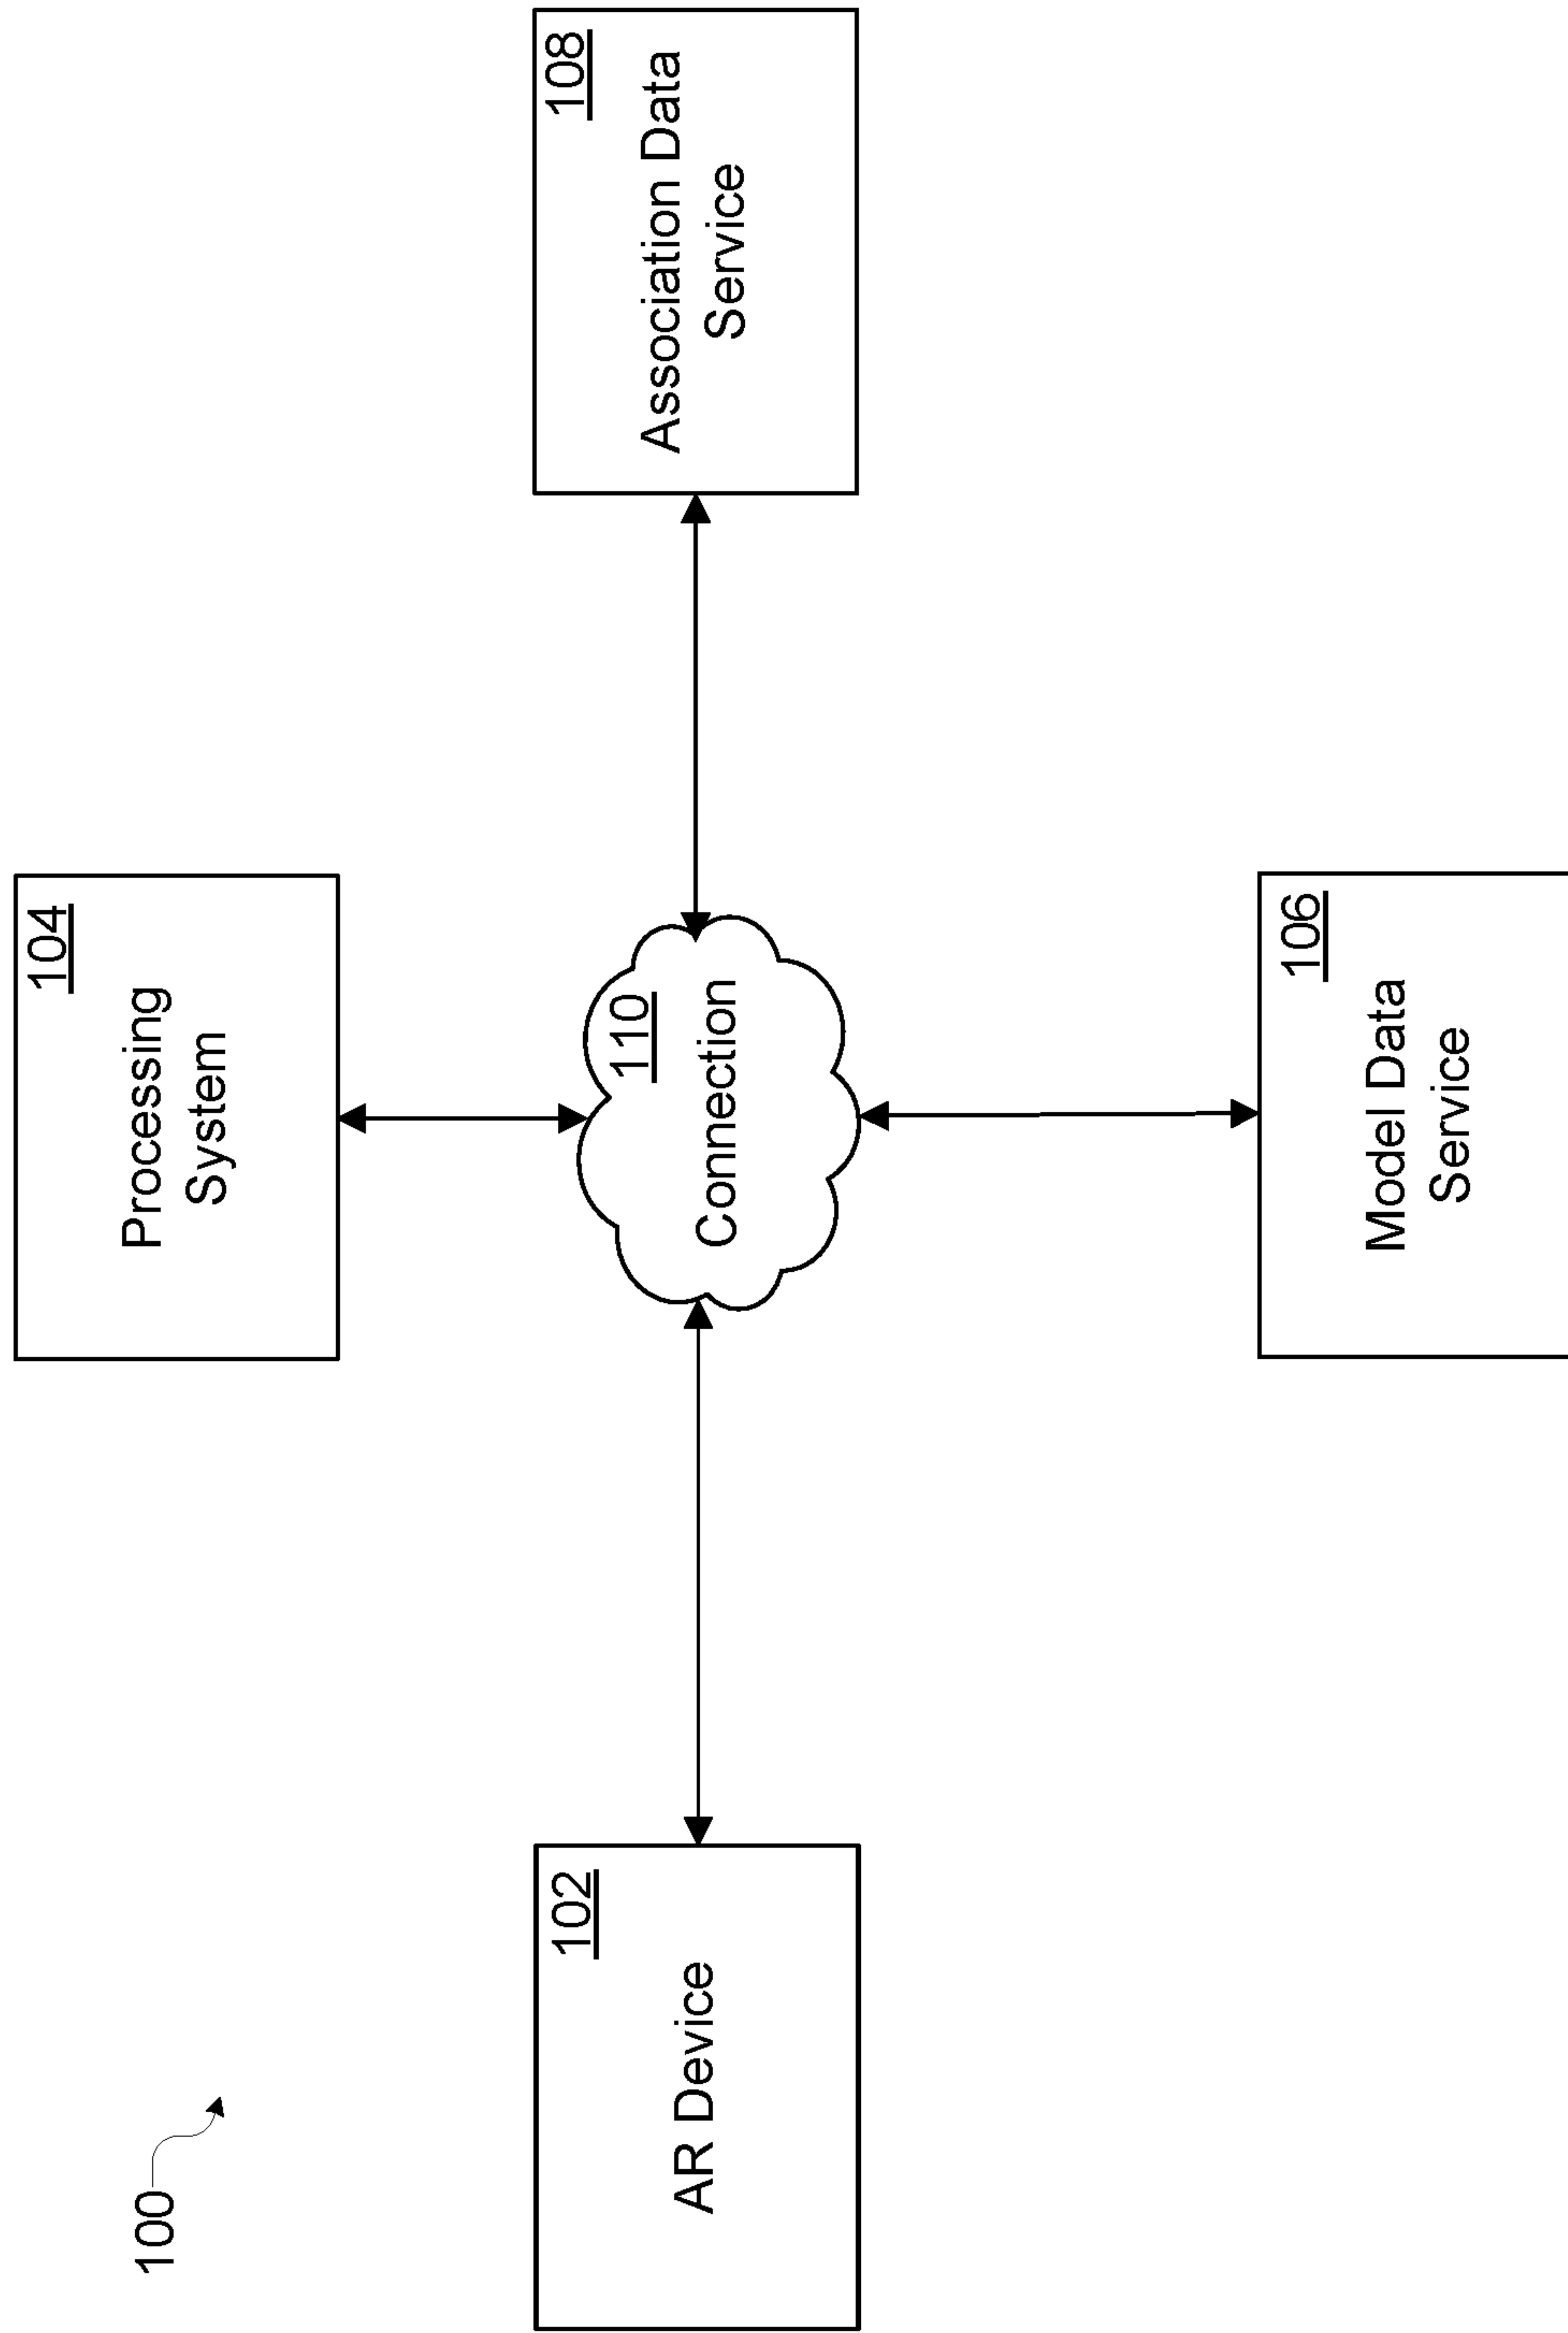 100
102
AR Device
104
Processing
System
110
Connection
106
Model Data
Service
108
Association Data
Service